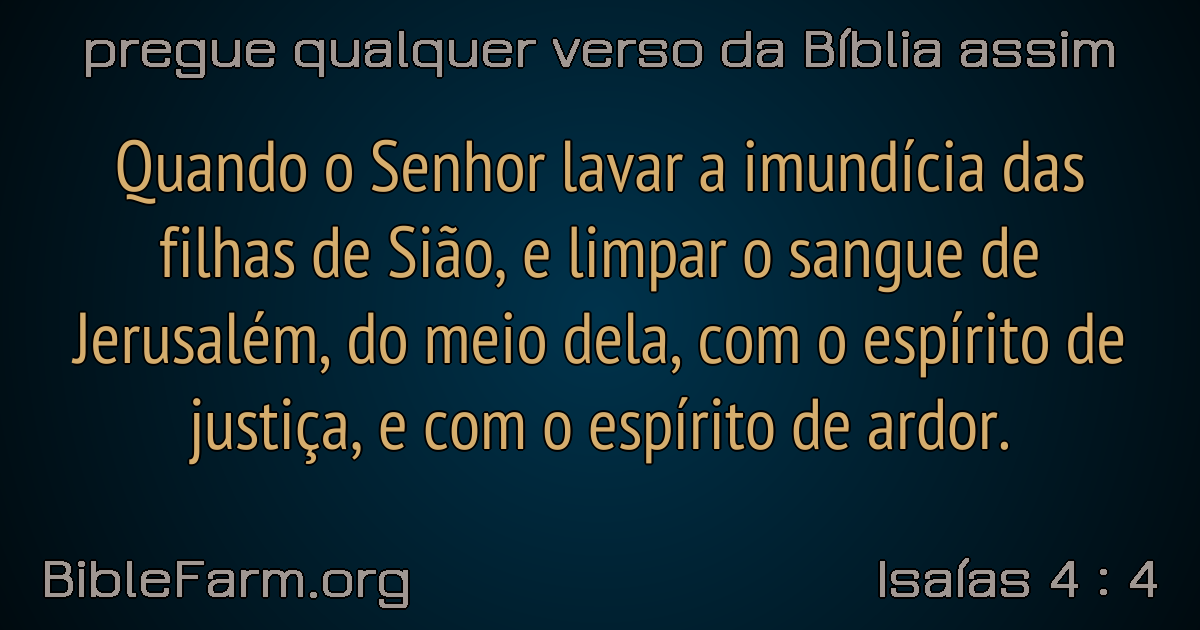 pregue qualquer verso da Bíblia assim
Quando o Senhor lavar a imundícia das
filhas de Sião, e limpar o sangue de
Jerusalém, do meio dela, com o espírito de
justiça, e com o espírito de ardor.
BibleFarm.org
Isaías 4 : 4